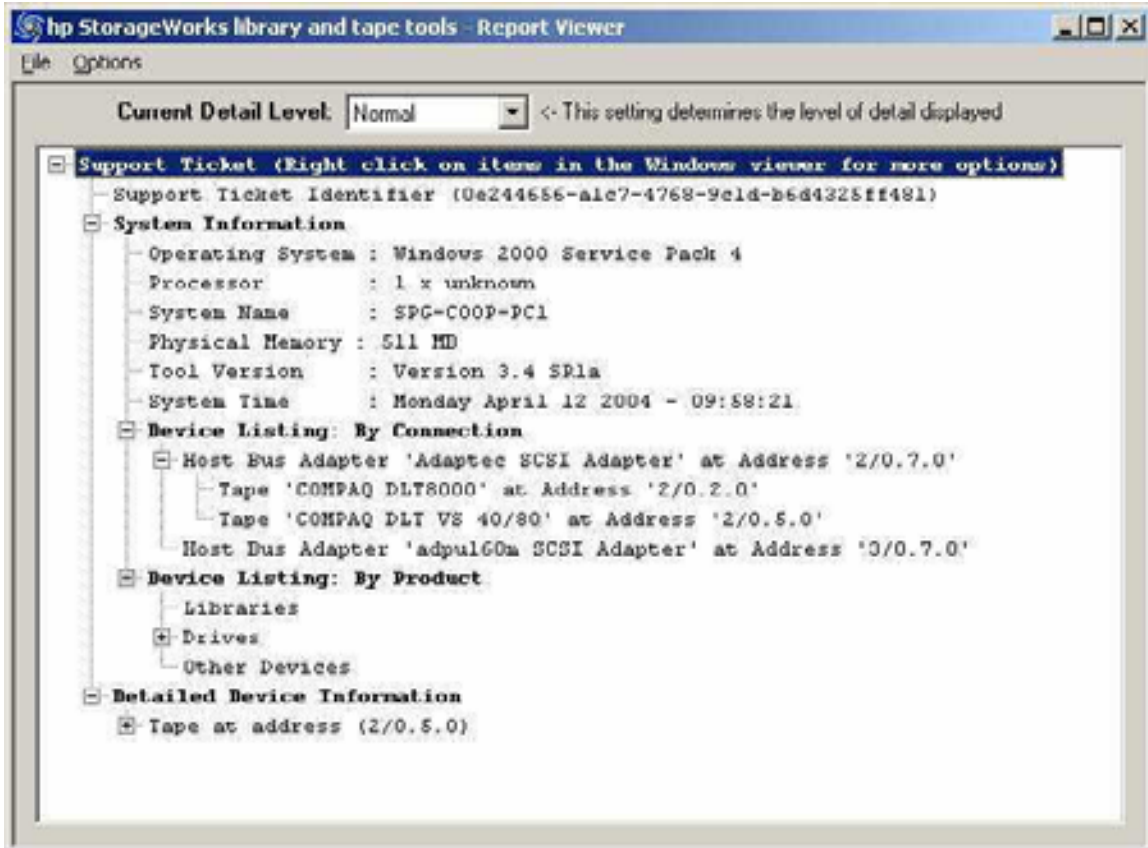 hp StorageWorks library and tape tools - Report Viewer
File Options
Current Detail Level: Normal <- This setting determines the level of detail displayed
Support Ticket (Right click on items in the Windows viewer for more options)
Support Ticket Identifier (0e244656-a1c7-4768-9c1d-b6d4325ff481)
System Information
Operating System : Windows 2000 Service Pack 4
Processor : 1 x unknown
System Name : SPG-COOP-PC1
Physical Memory : 511 MB
Tool Version : Version 3.4 SR1a
System Time : Monday April 12 2004 - 09:58:21
Device Listing: By Connection
Host Bus Adapter 'Adaptec SCSI Adapter' at Address '2/0.7.0'
Tape 'COMPAQ DLT8000' at Address '2/0.2.0'
Tape 'COMPAQ DLT VS 40/80' at Address '2/0.5.0'
Host Bus Adapter 'adpu160m SCSI Adapter' at Address '3/0.7.0'
Device Listing: By Product
Libraries
Drives
Other Devices
Detailed Device Information
Tape at address (2/0.5.0)